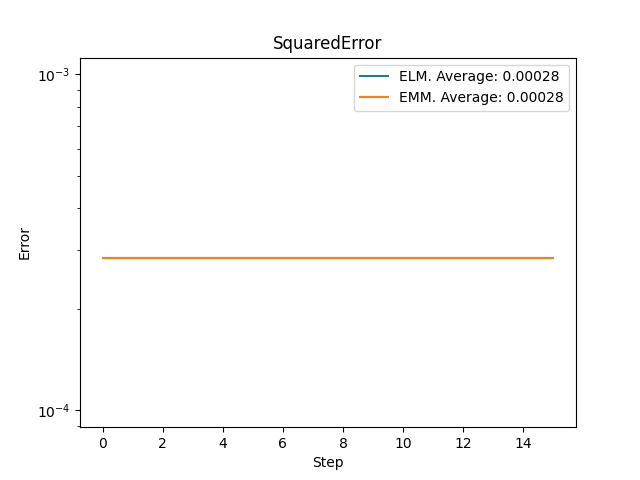 SquaredError
ELM. Average: 0.00028
EMM. Average: 0.00028
10⁻³
10⁻⁴
Error
0 2 4 6 8 10 12 14
Step